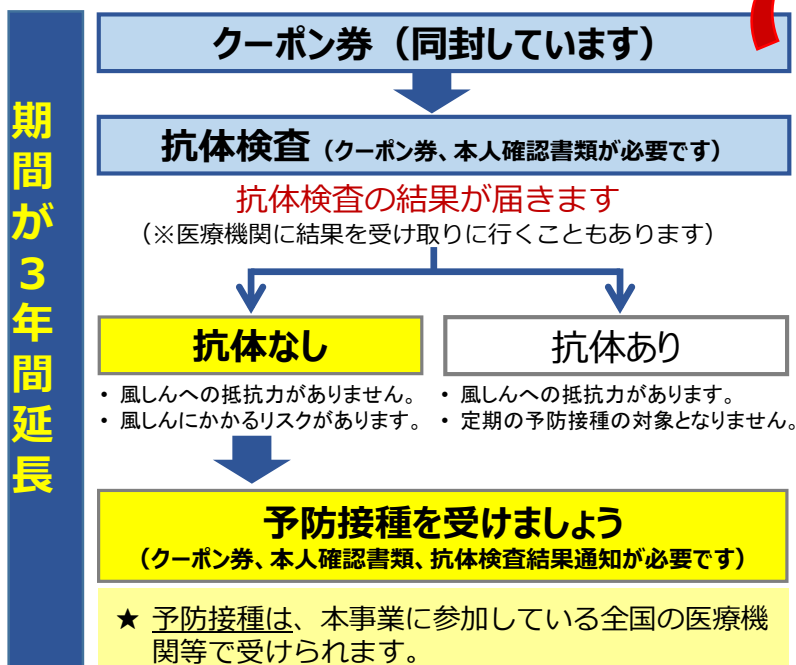 期間が3年間延長
クーポン券（同封しています）
抗体検査（クーポン券、本人確認書類が必要です）
抗体検査の結果が届きます
（※医療機関に結果を受け取りに行くこともあります）
抗体なし
・風しんへの抵抗力がありません。
・風しんにかかるリスクがあります。
抗体あり
・風しんへの抵抗力があります。
・定期の予防接種の対象となりません。
予防接種を受けましょう
（クーポン券、本人確認書類、抗体検査結果通知が必要です）
★ 予防接種は、本事業に参加している全国の医療機
関等で受けられます。